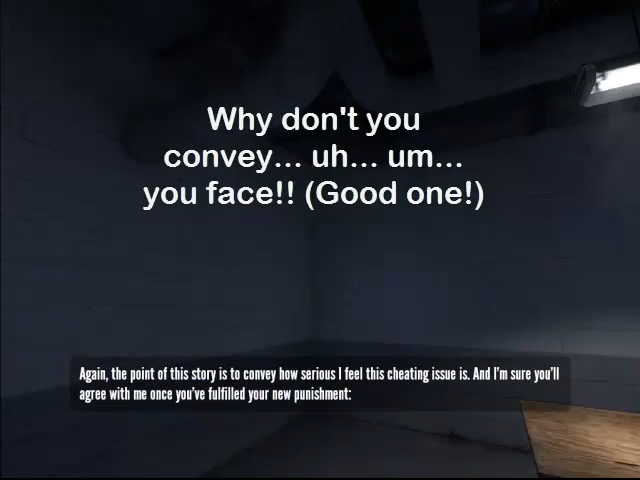 Why don't you
convey... uh... um...
you face!! (Good one!)
Again, the point of this story is to convey how serious I feel this cheating issue is. And I'm sure you'll
agree with me once you've fulfilled your new punishment: